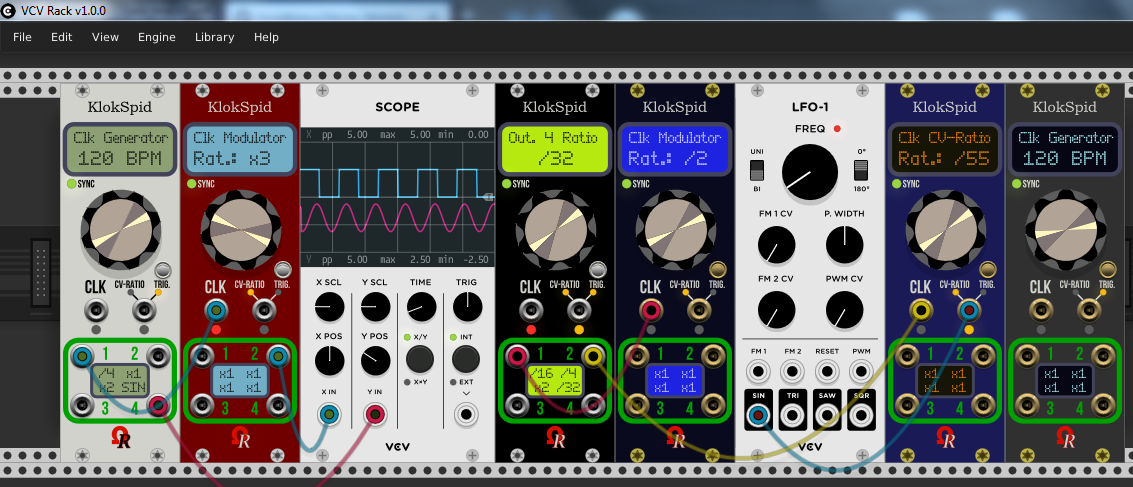 VCV Rack v1.0.0
File Edit View Engine Library Help
KlokSpid
Clk Generator
120 BPM
SYNC
CLK
CV-RATIO
TRIG.
1 2
/4 x1
x2 SIN
3 4
R
KlokSpid
Clk Modulator
Rat.: x3
SYNC
CLK
CV-RATIO
TRIG.
1 2
x1 x1
x1 x1
3 4
R
SCOPE
X pp 5.00 max 5.00 min 0.00
Y pp 5.00 max 2.50 min -2.50
X SCL Y SCL TIME TRIG
X POS Y POS X/Y INT
X×Y EXT
X IN Y IN
VCV
KlokSpid
Out. 4 Ratio
/32
SYNC
CLK
CV-RATIO
TRIG.
1 2
/16 /4
x2 /32
3 4
R
KlokSpid
Clk Modulator
Rat.: /2
SYNC
CLK
CV-RATIO
TRIG.
1 2
x1 x1
x1 x1
3 4
R
LFO-1
FREQ
UNI 0°
BI 180°
FM 1 CV P. WIDTH
FM 2 CV PWM CV
FM 1 FM 2 RESET PWM
SIN TRI SAW SQR
VCV
KlokSpid
Clk CV-Ratio
Rat.: /55
SYNC
CLK
CV-RATIO
TRIG.
1 2
x1 x1
x1 x1
3 4
R
KlokSpid
Clk Generator
120 BPM
SYNC
CLK
CV-RATIO
TRIG.
1 2
x1 x1
x1 x1
3 4
R